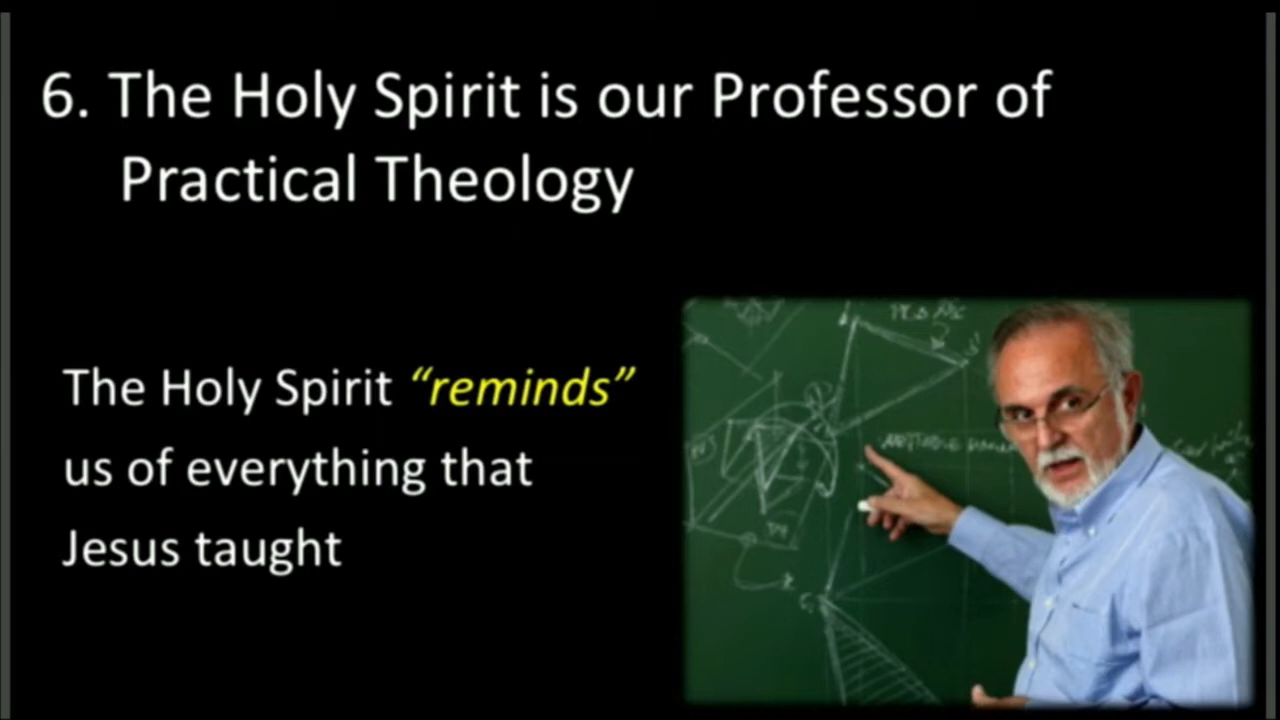 6. The Holy Spirit is our Professor of
Practical Theology
The Holy Spirit “reminds”
us of everything that
Jesus taught